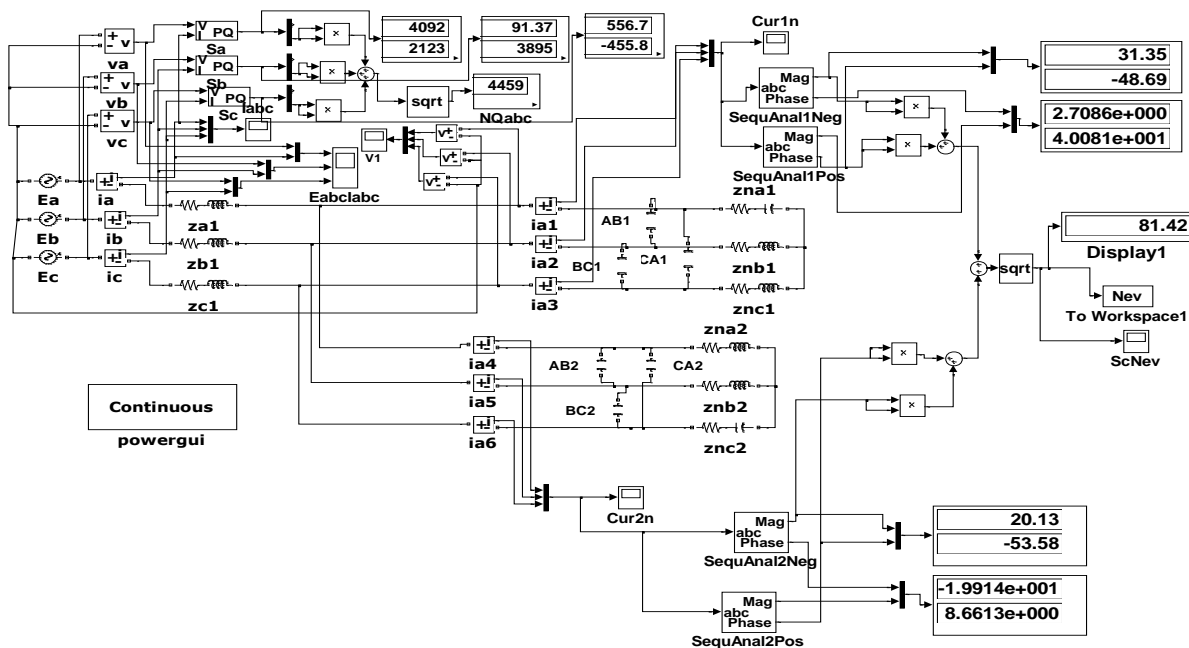 va
vb
vc
V
I
PQ
Sa
V
I
PQ
Sb
V
I
PQ
Sc
Iabc
4092
2123
91.37
3895
556.7
-455.8
sqrt
4459
NQabc
V1
EabcIabc
Ea
Eb
Ec
ia
ib
ic
za1
zb1
zc1
ia1
ia2
ia3
AB1
BC1
CA1
zna1
znb1
znc1
Cur1n
Mag
abc
Phase
SequAnal1Neg
Mag
abc
Phase
SequAnal1Pos
31.35
-48.69
2.7086e+000
4.0081e+001
sqrt
81.42
Display1
Nev
To Workspace1
ScNev
ia4
ia5
ia6
AB2
BC2
CA2
zna2
znb2
znc2
Continuous
powergui
Cur2n
Mag
abc
Phase
SequAnal2Neg
Mag
abc
Phase
SequAnal2Pos
20.13
-53.58
-1.9914e+001
8.6613e+000